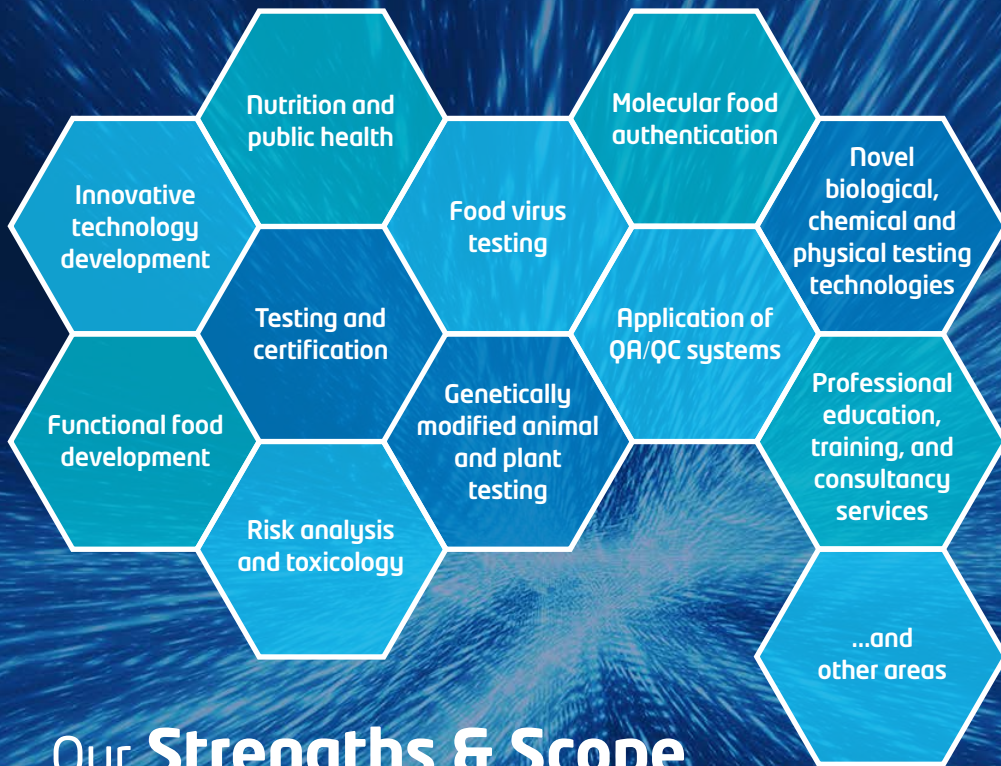 Nutrition and
public health
Molecular food
authentication
Novel
biological,
chemical and
physical testing
technologies
Innovative
technology
development
Food virus
testing
Testing and
certification
Application of
QA/QC systems
Functional food
development
Genetically
modified animal
and plant
testing
Professional
education,
training, and
consultancy
services
Risk analysis
and toxicology
...and
other areas
Our Strengths & Scope